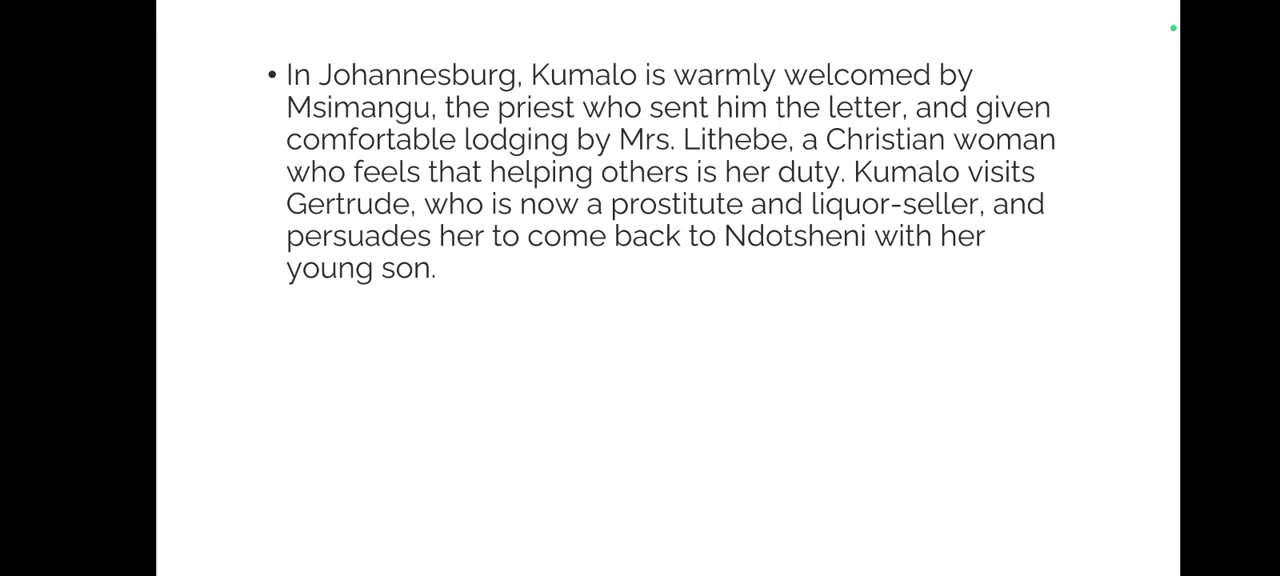 • In Johannesburg, Kumalo is warmly welcomed by
Msimangu, the priest who sent him the letter, and given
comfortable lodging by Mrs. Lithebe, a Christian woman
who feels that helping others is her duty. Kumalo visits
Gertrude, who is now a prostitute and liquor-seller, and
persuades her to come back to Ndotsheni with her
young son.